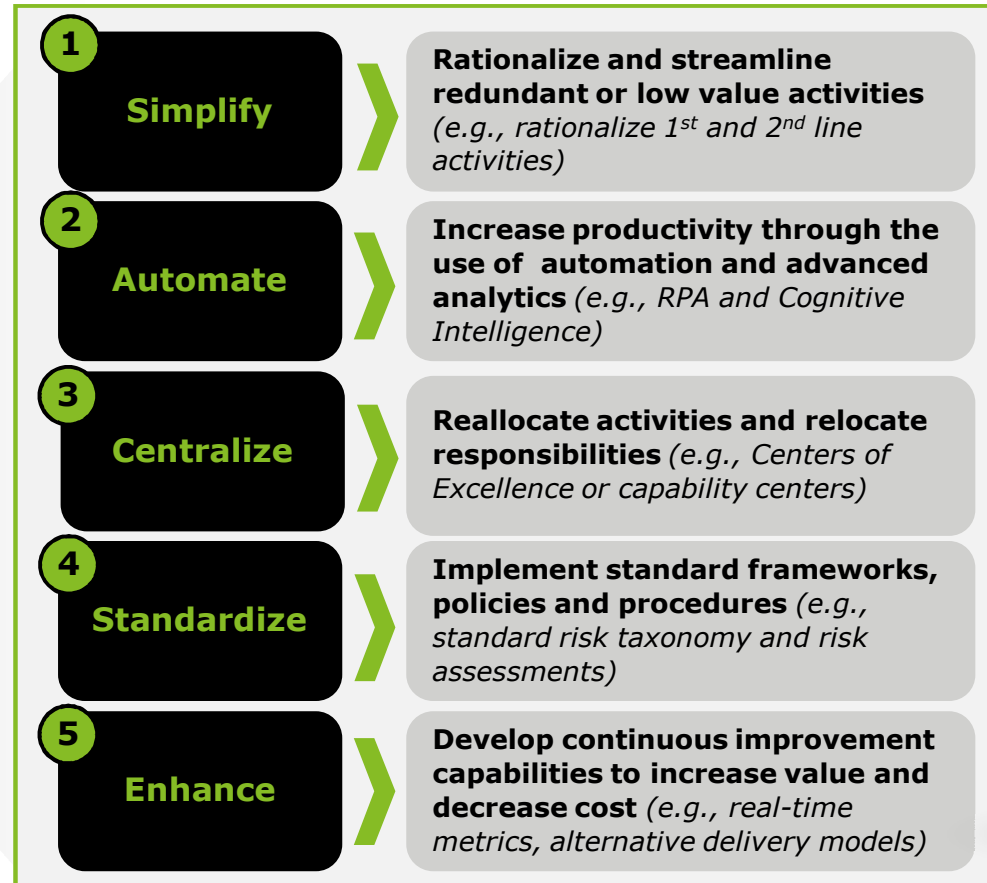 1
Simplify
Rationalize and streamline
redundant or low value activities
(e.g., rationalize 1st and 2nd line
activities)
2
Automate
Increase productivity through the
use of  automation and advanced
analytics (e.g., RPA and Cognitive
Intelligence)
3
Centralize
Reallocate activities and relocate
responsibilities (e.g., Centers of
Excellence or capability centers)
4
Standardize
Implement standard frameworks,
policies and procedures (e.g.,
standard risk taxonomy and risk
assessments)
5
Enhance
Develop continuous improvement
capabilities to increase value and
decrease cost (e.g., real-time
metrics, alternative delivery models)